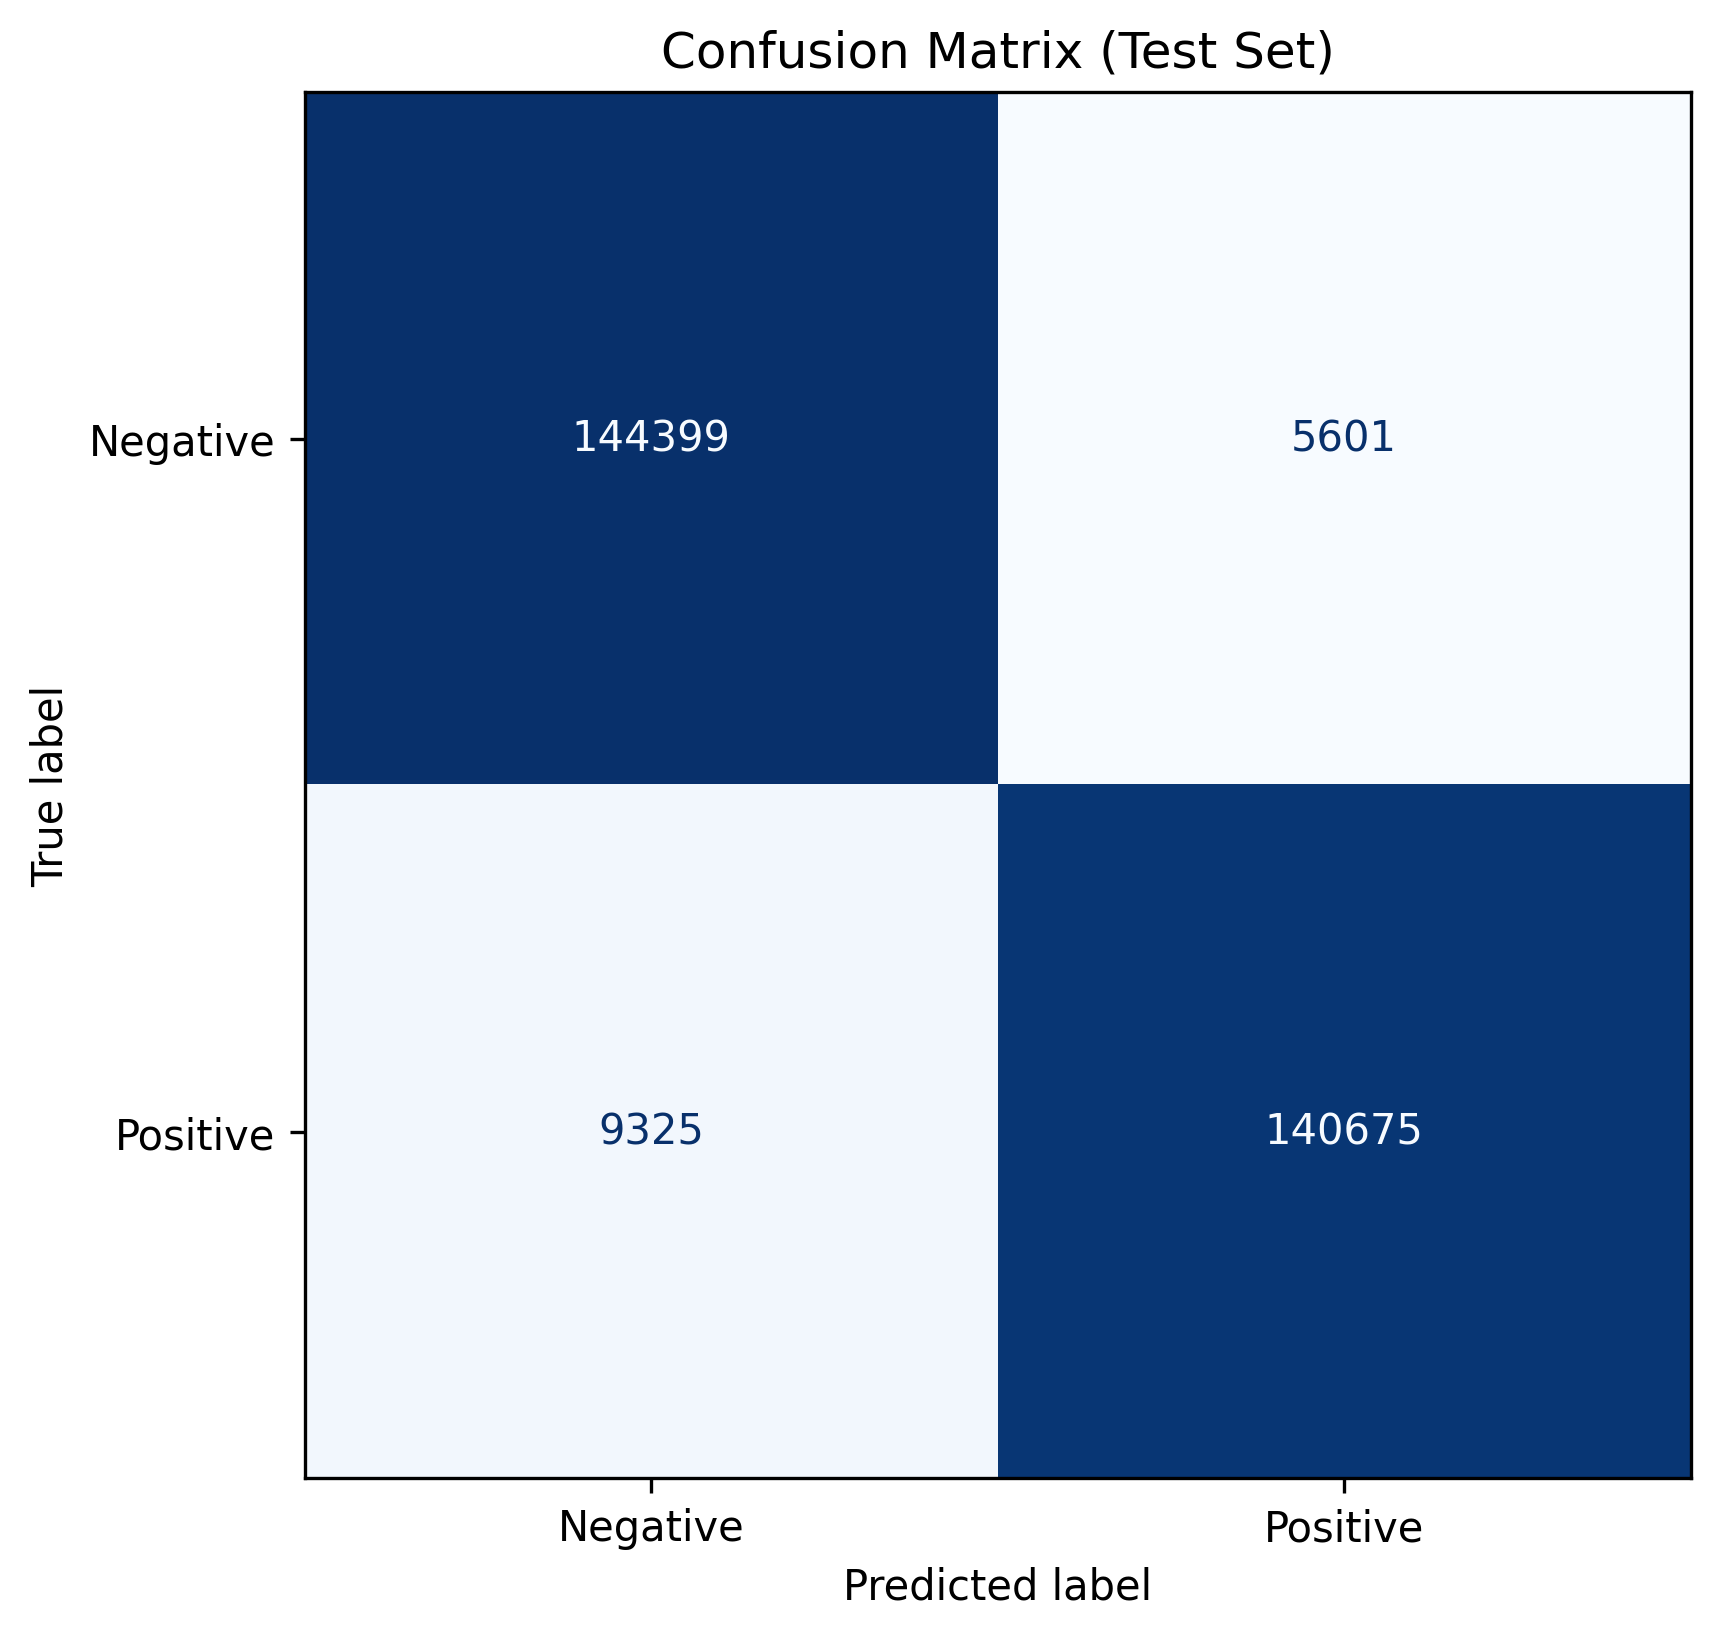 Confusion Matrix (Test Set)
Negative
144399
5601
True label
Positive
9325
140675
Negative
Positive
Predicted label